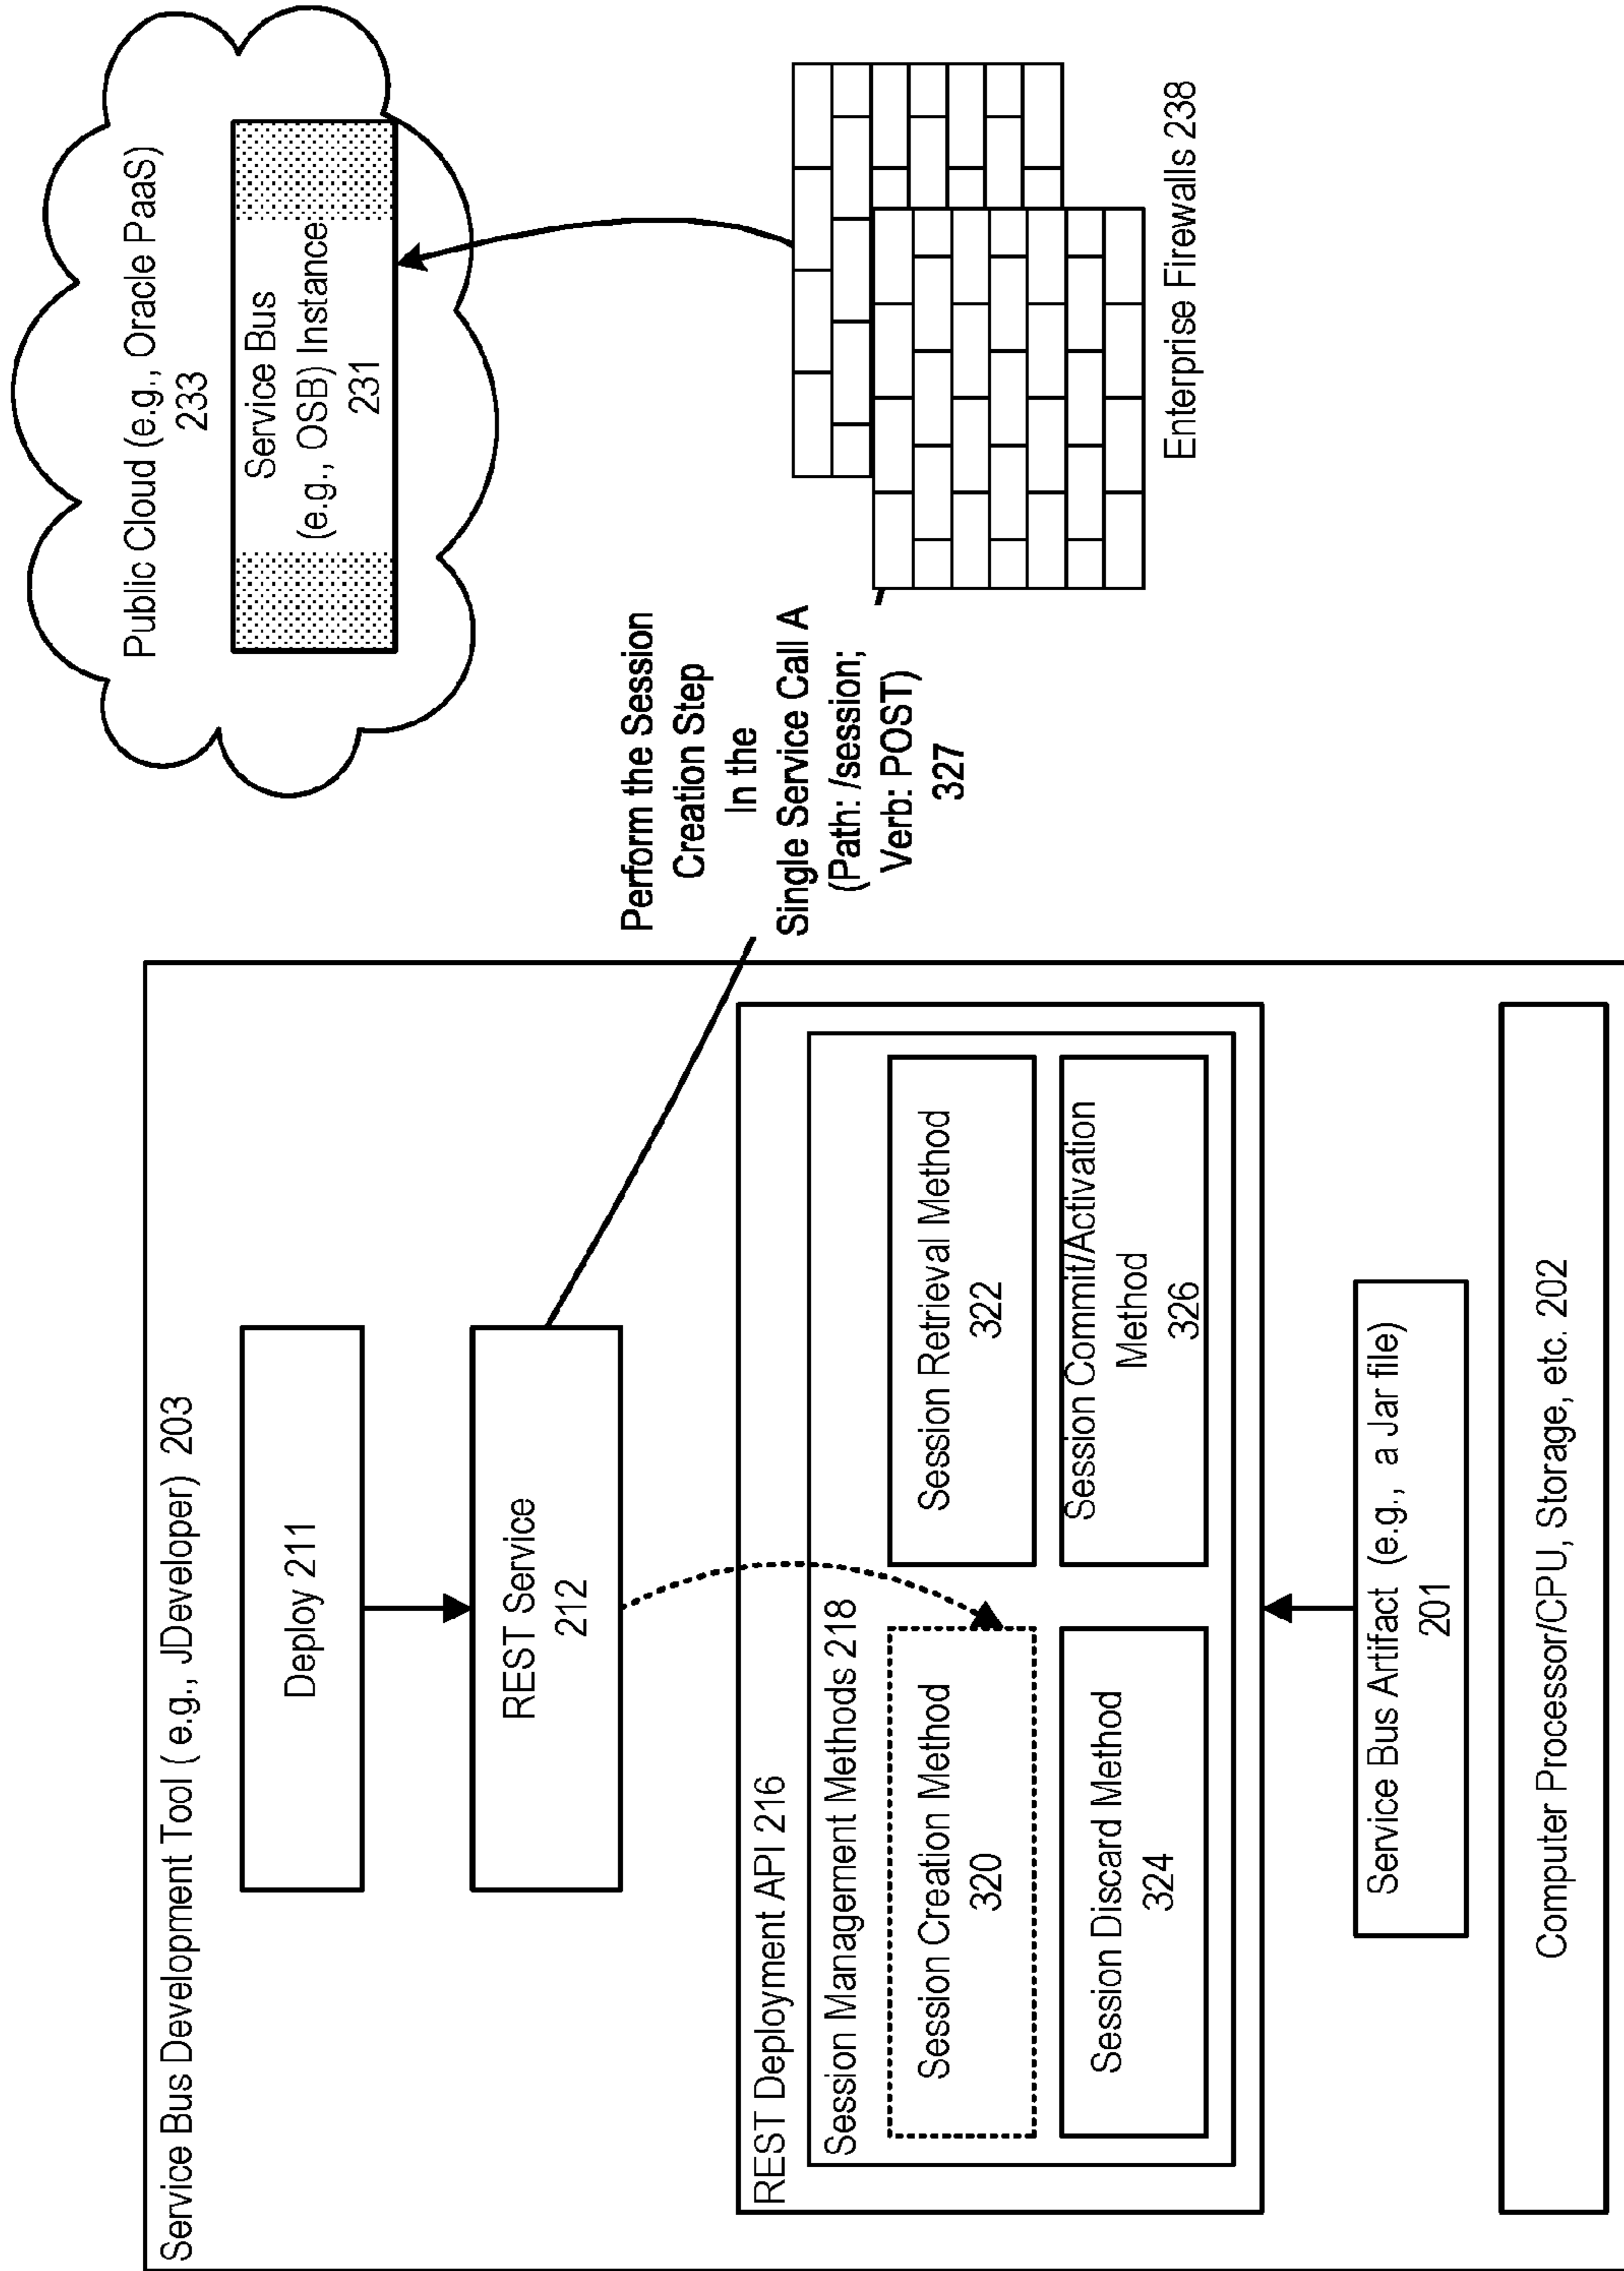 Service Bus Development Tool ( e.g., JDeveloper) 203
Deploy 211
REST Service
212
REST Deployment API 216
Session Management Methods 218
Session Creation Method
320
Session Retrieval Method
322
Session Discard Method
324
Session Commit/Activation
Method
326
Service Bus Artifact (e.g., a Jar file)
201
Computer Processor/CPU, Storage, etc. 202
Perform the Session
Creation Step
In the
Single Service Call A
(Path: /session;
Verb: POST)
327
Public Cloud (e.g., Oracle PaaS)
233
Service Bus
(e.g., OSB) Instance
231
Enterprise Firewalls 238